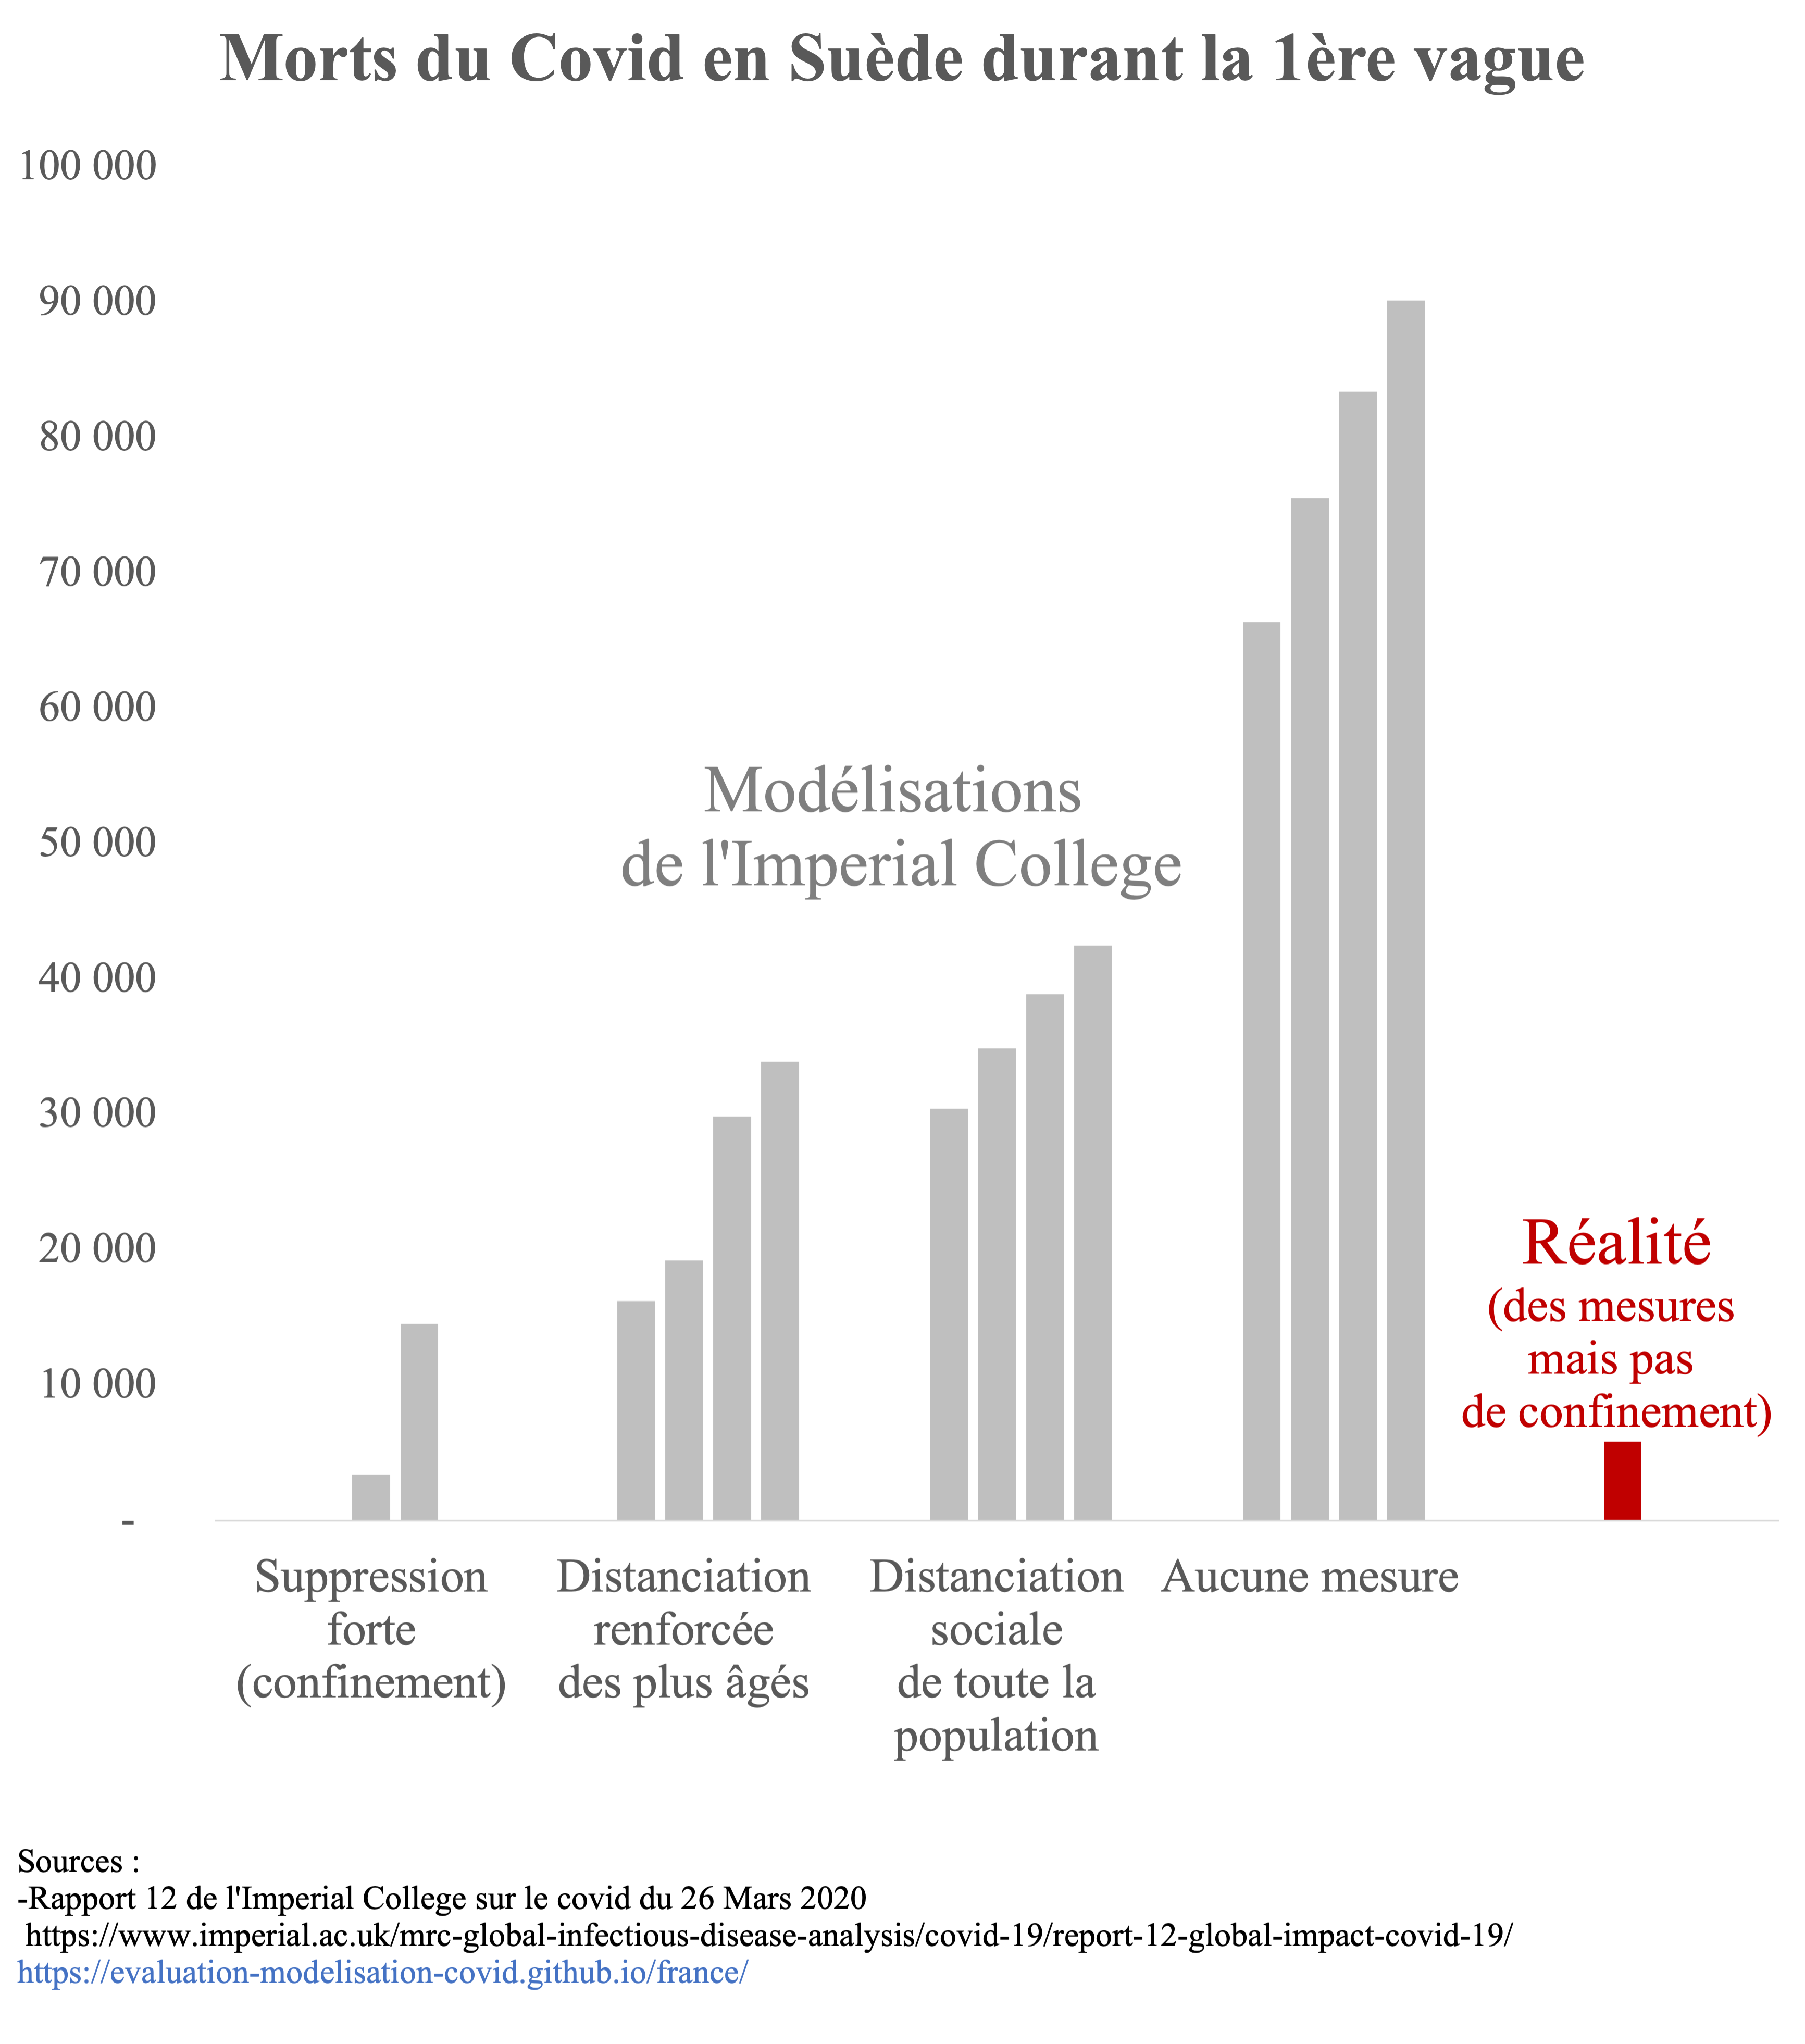 Morts du Covid en Suède durant la 1ère vague
100 000
90 000
80 000
70 000
60 000
50 000
40 000
30 000
20 000
10 000
-
Modélisations
de l'Imperial College
Réalité
(des mesures
mais pas
de confinement)
Suppression
forte
(confinement)
Distanciation
renforcée
des plus âgés
Distanciation
sociale
de toute la
population
Aucune mesure
Sources :
-Rapport 12 de l'Imperial College sur le covid du 26 Mars 2020
https://www.imperial.ac.uk/mrc-global-infectious-disease-analysis/covid-19/report-12-global-impact-covid-19/
https://evaluation-modelisation-covid.github.io/france/